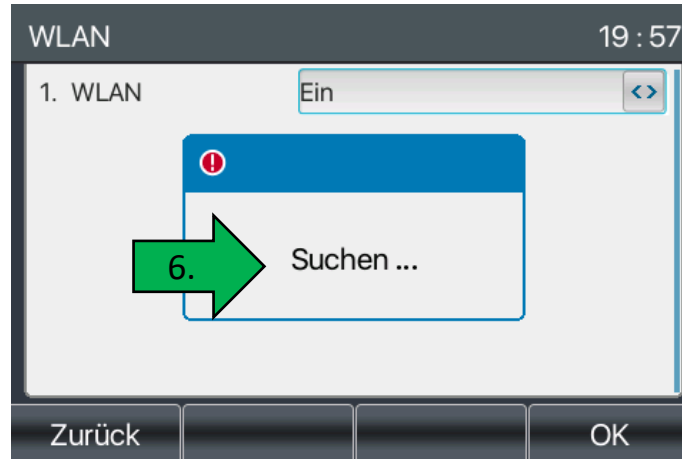 WLAN 19 : 57
1. WLAN Ein
6. Suchen ...
Zurück OK